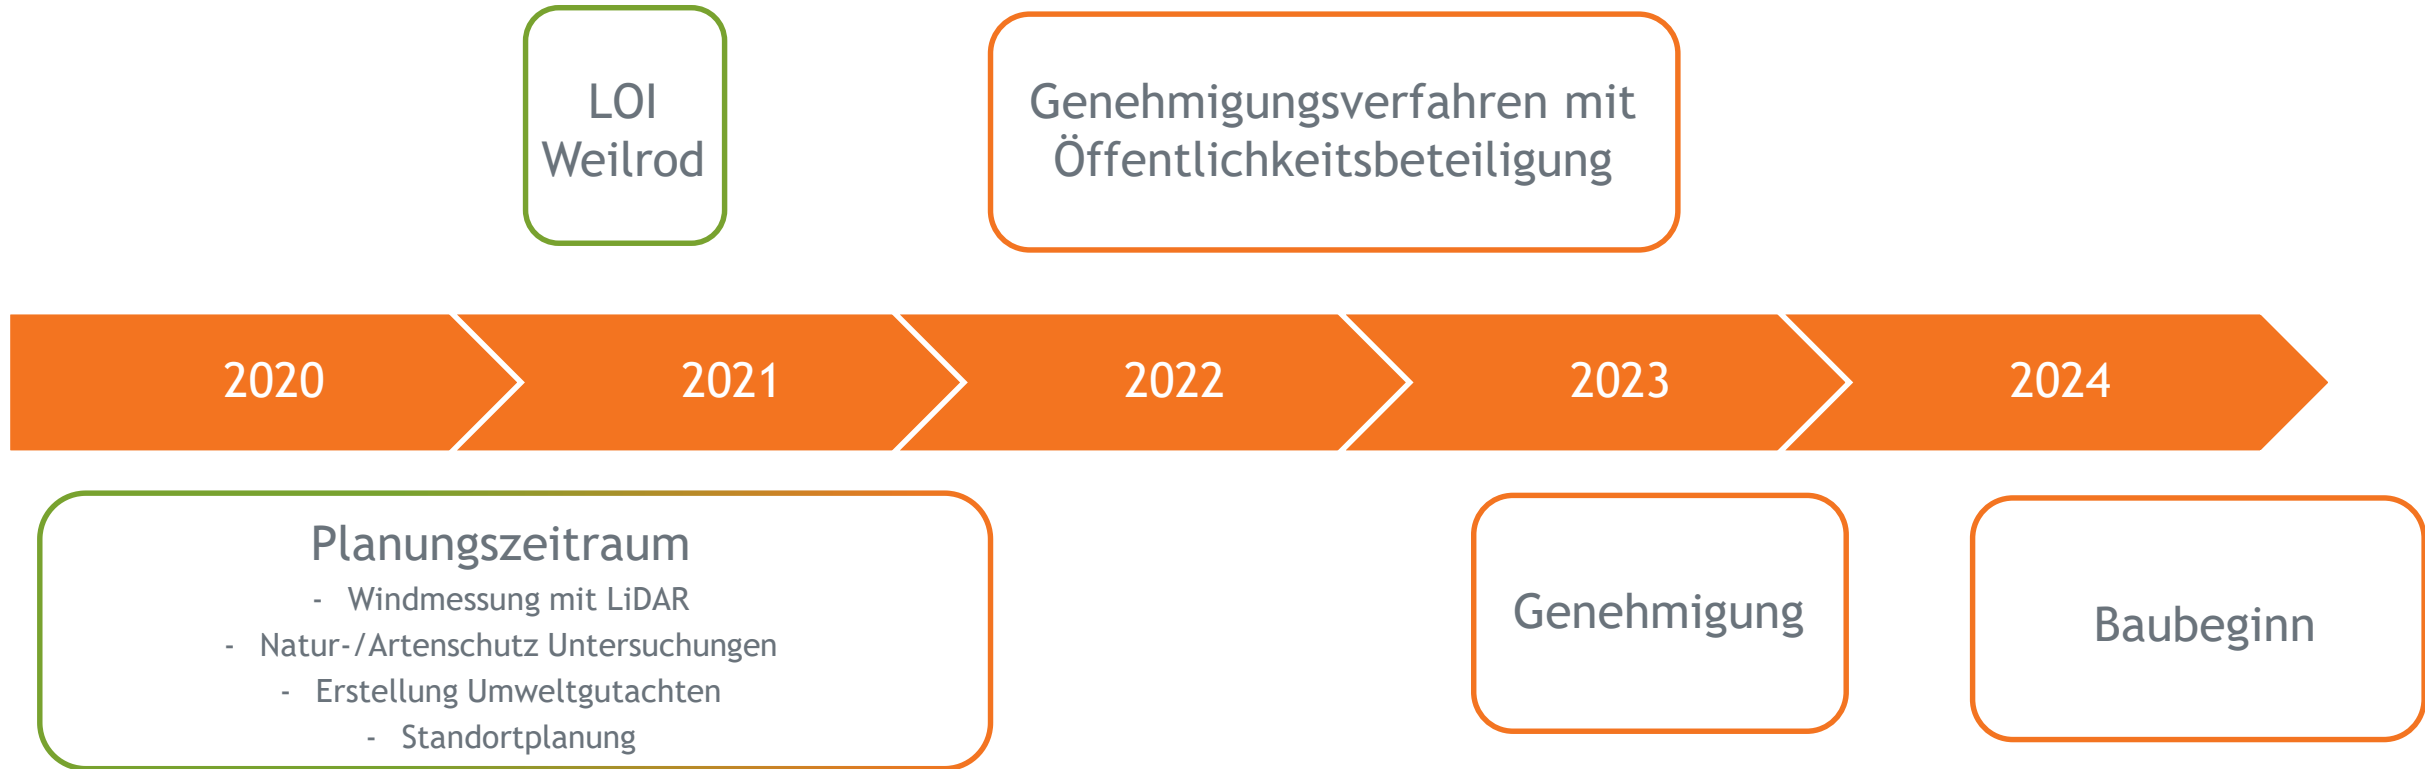 LOI
Weilrod
Genehmigungsverfahren mit
Öffentlichkeitsbeteiligung
2020
2021
2022
2023
2024
Planungszeitraum
- Windmessung mit LiDAR
- Natur-/Artenschutz Untersuchungen
- Erstellung Umweltgutachten
- Standortplanung
Genehmigung
Baubeginn